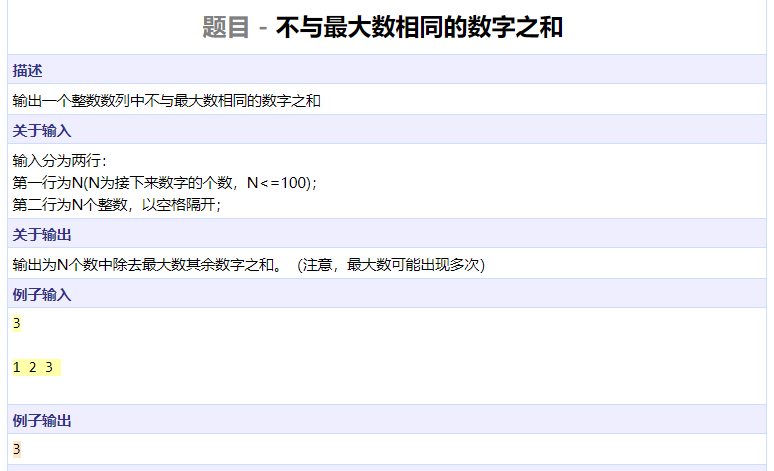 题目 - 不与最大数相同的数字之和
描述
输出一个整数数列中不与最大数相同的数字之和
关于输入
输入分为两行：
第一行为N(N为接下来数字的个数，N<=100)；
第二行为N个整数，以空格隔开；
关于输出
输出为N个数中除去最大数其余数字之和。（注意，最大数可能出现多次）
例子输入
3
1 2 3
例子输出
3